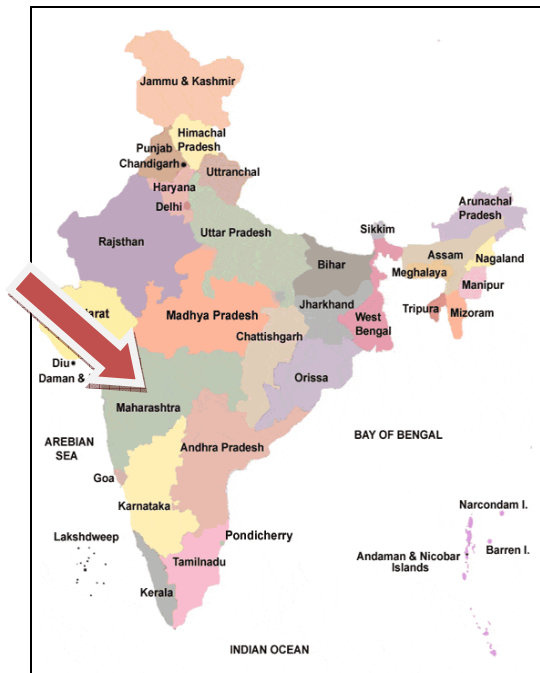 Jammu & Kashmir
Himachal
Pradesh
Punjab
Chandigarh
Uttranchal
Haryana
Delhi
Arunachal
Pradesh
Rajsthan
Uttar Pradesh
Sikkim
Assam
Nagaland
Bihar
Meghalaya
Manipur
Jharkhand
Tripura
Mizoram
arat
Madhya Pradesh
West
Bengal
Chattishgarh
Diu
Daman &
Orissa
Maharashtra
BAY OF BENGAL
AREBIAN
SEA
Andhra Pradesh
Goa
Karnataka
Narcondam I.
Lakshdweep
Pondicherry
Barren I.
Andaman & Nicobar
Islands
Tamilnadu
Kerala
INDIAN OCEAN